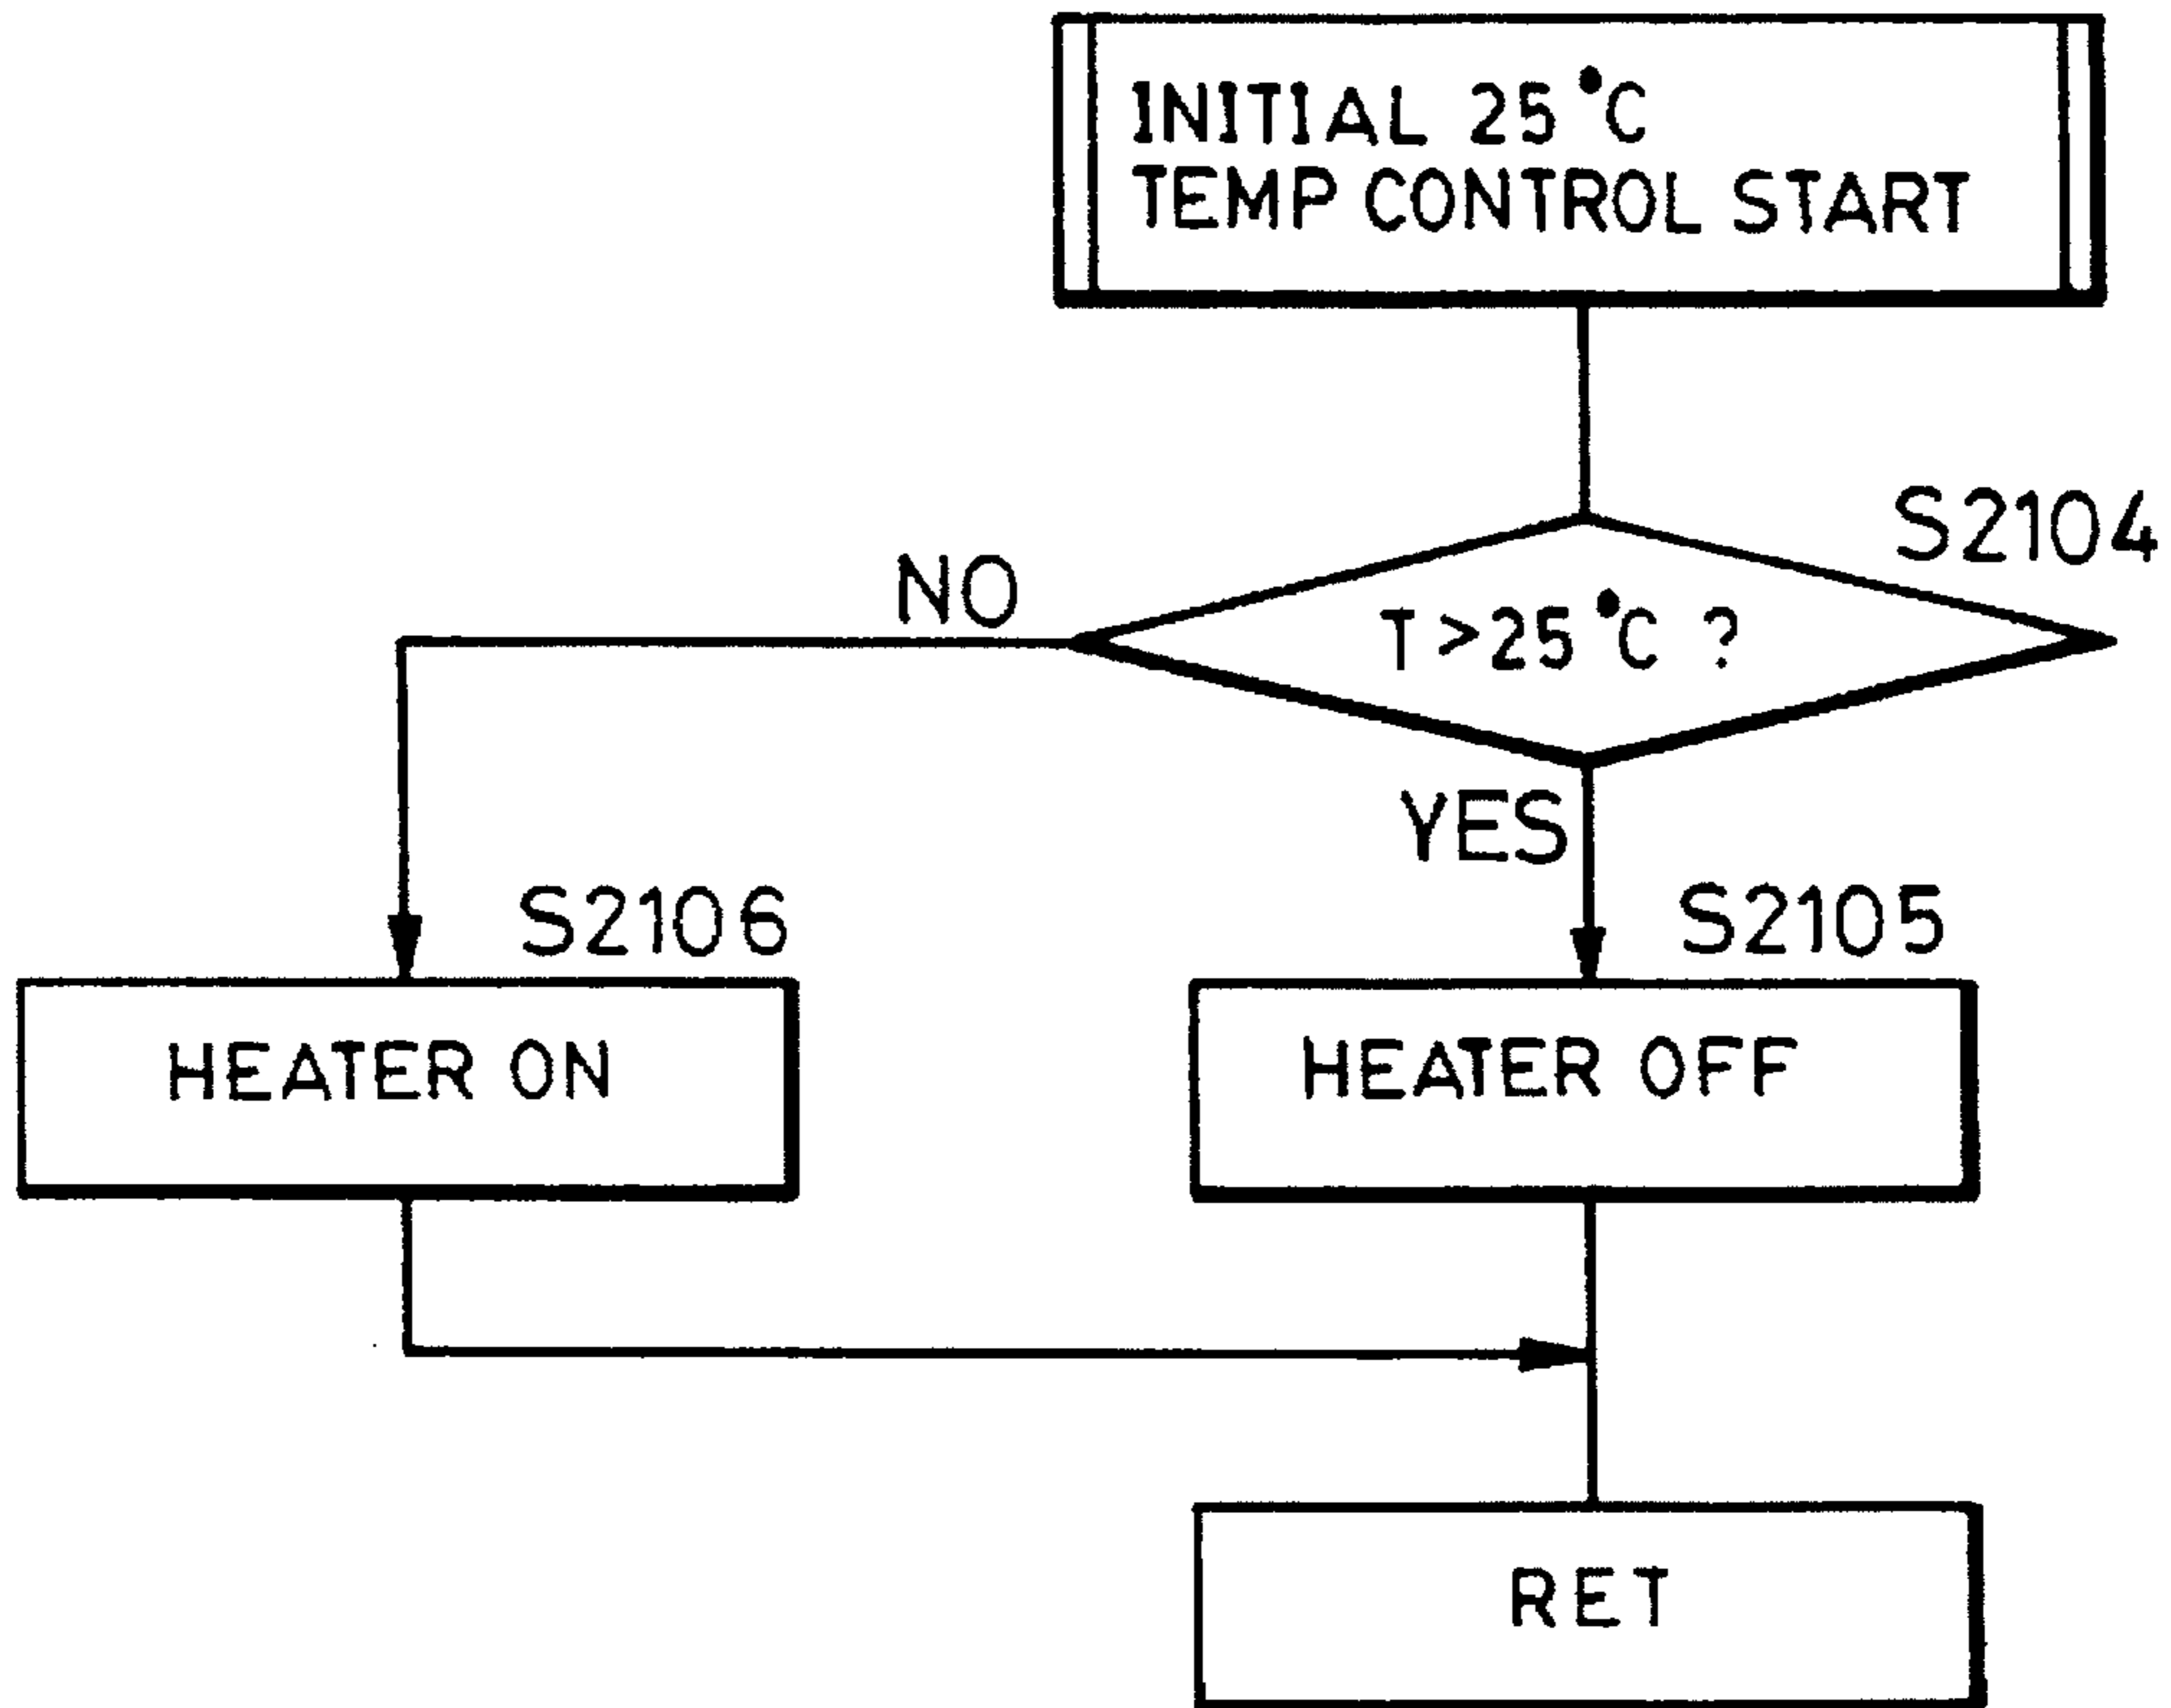 INITIAL 25°C
TEMP CONTROL START
S2104
NO
T>25°C ?
YES
S2106
S2105
HEATER ON
HEATER OFF
RET